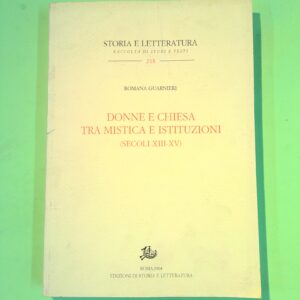 STORIA E LETTERATURA
RACCOLTA DI STUDI E TESTI
218
ROMANA GUARNIERI
DONNE E CHIESA
TRA MISTICA E ISTITUZIONI
(SECOLI XIII-XV)
ROMA 2004
EDIZIONI DI STORIA E LETTERATURA